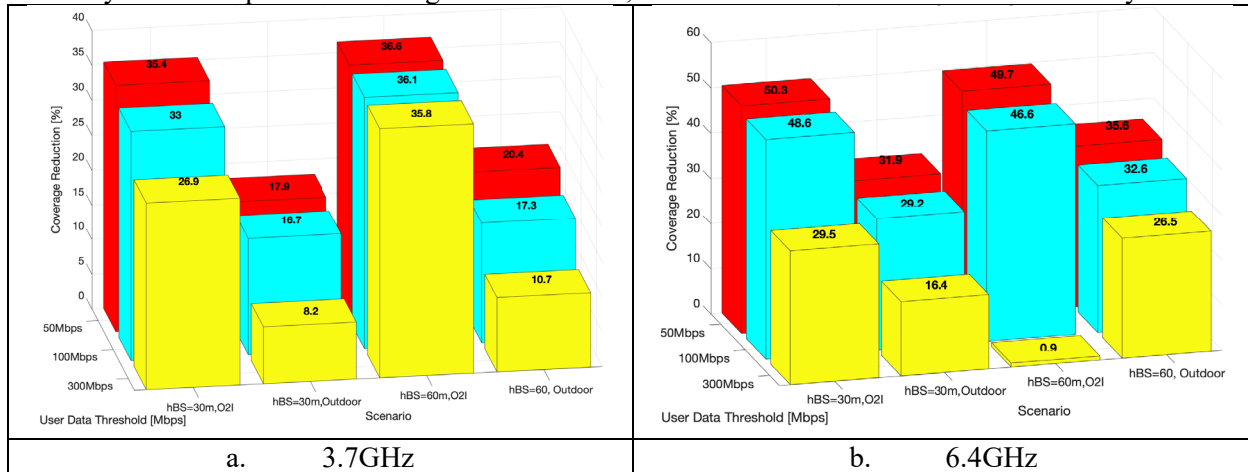 40
35
30
25
20
15
10
5
0
Coverage Reduction [%]
35.4
33
26.9
17.9
16.7
8.2
36.6
36.1
35.8
20.4
17.3
10.7
50Mbps
100Mbps
300Mbps
User Data Threshold [Mbps]
hBS=30m,O2I
hBS=30m,Outdoor
hBS=60m,O2I
hBS=60, Outdoor
Scenario
60
50
40
30
20
10
0
Coverage Reduction [%]
50.3
48.6
29.5
31.9
29.2
16.4
49.7
46.6
0.9
35.6
32.6
26.5
50Mbps
100Mbps
300Mbps
User Data Threshold [Mbps]
hBS=30m,O2I
hBS=30m,Outdoor
hBS=60m,O2I
hBS=60, Outdoor
Scenario
a. 3.7GHz
b. 6.4GHz